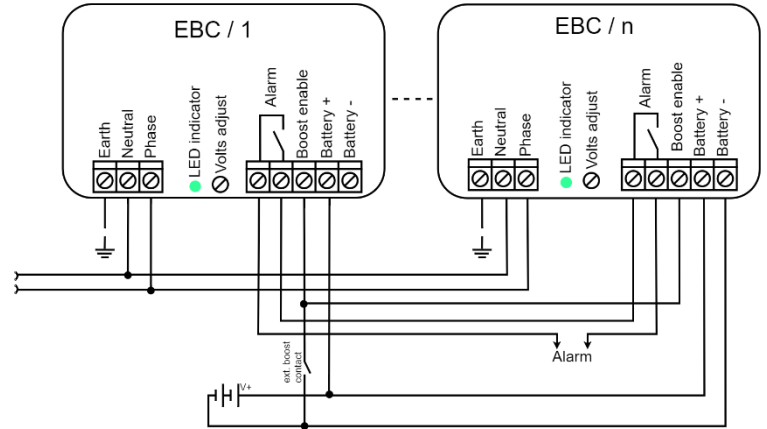 EBC / 1
Earth
Neutral
Phase
LED indicator
Volts adjust
Alarm
Boost enable
Battery +
Battery -
EBC / n
Earth
Neutral
Phase
LED indicator
Volts adjust
Alarm
Boost enable
Battery +
Battery -
Alarm
ext. boost
contact
V+